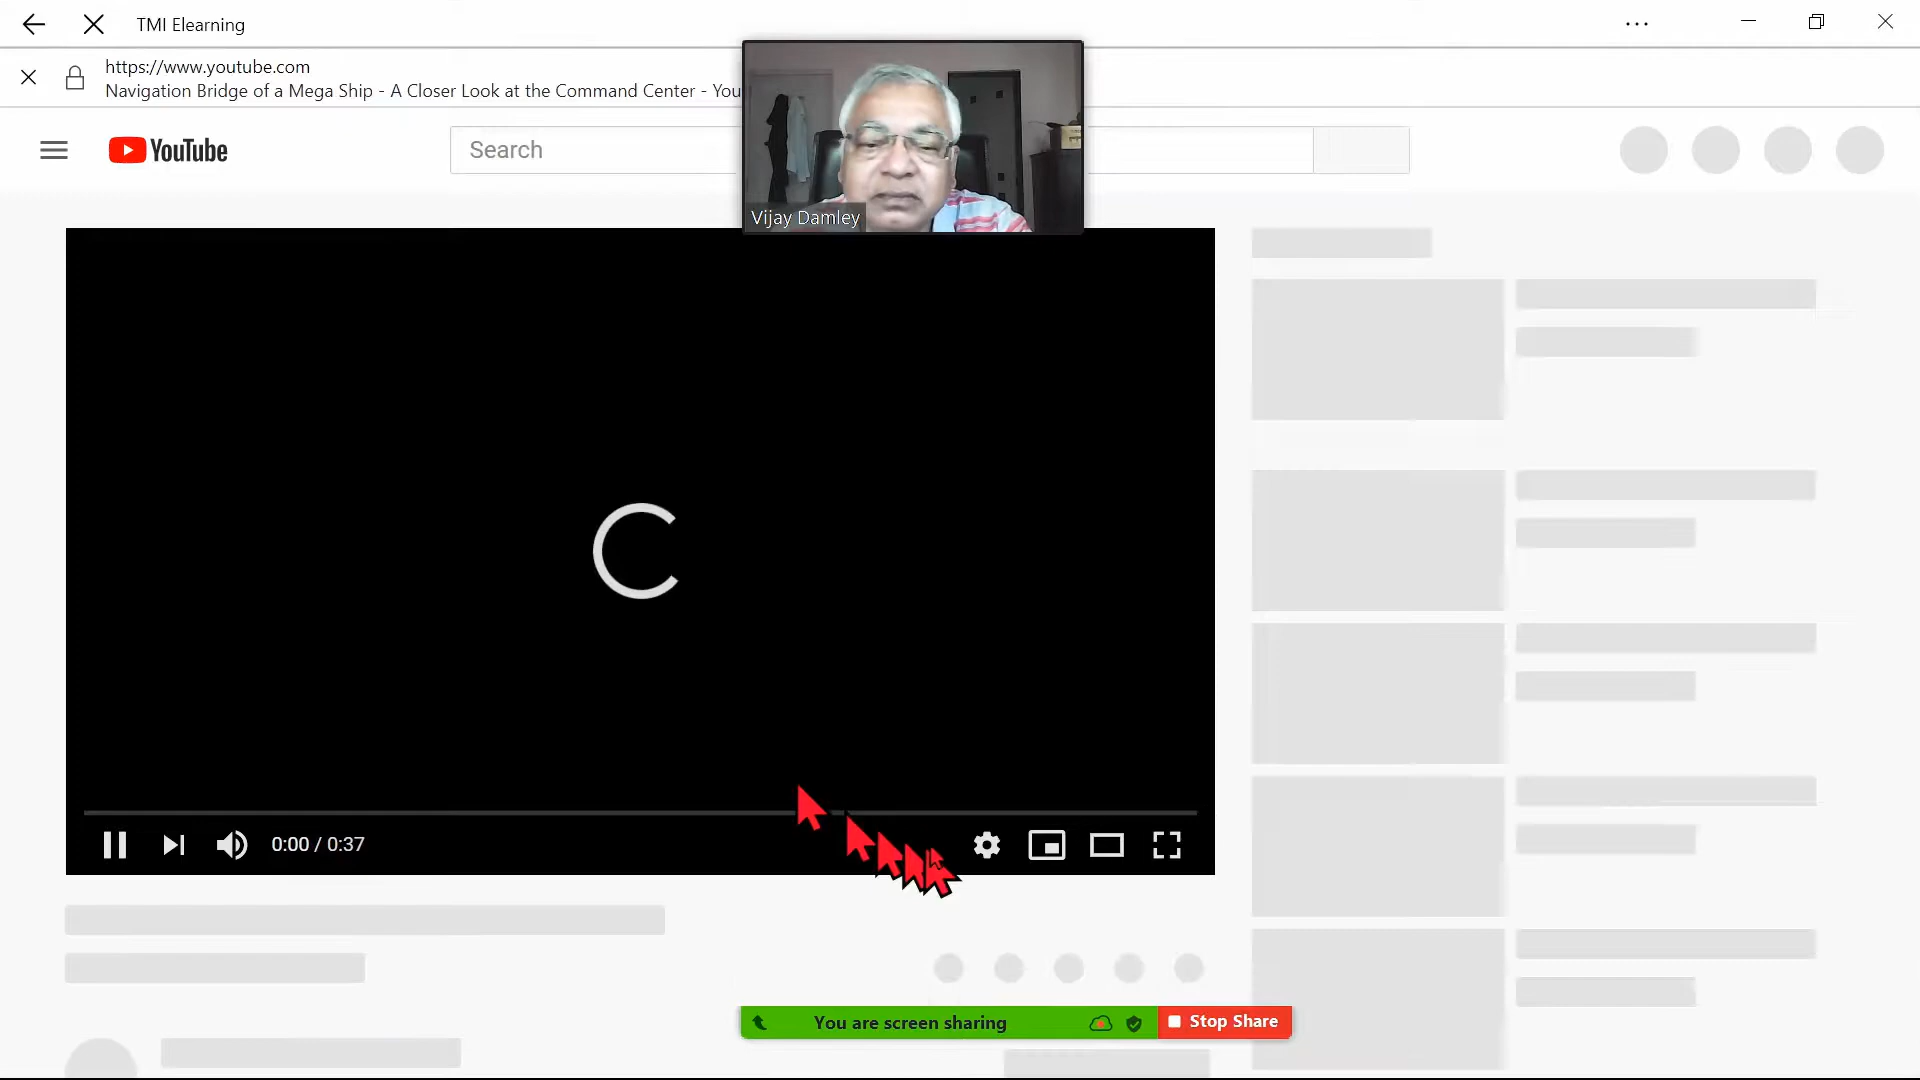 TMI Elearning
https://www.youtube.com
Navigation Bridge of a Mega Ship - A Closer Look at the Command Center - You
YouTube
Search
Vijay Damley
0:00 / 0:37
You are screen sharing
Stop Share